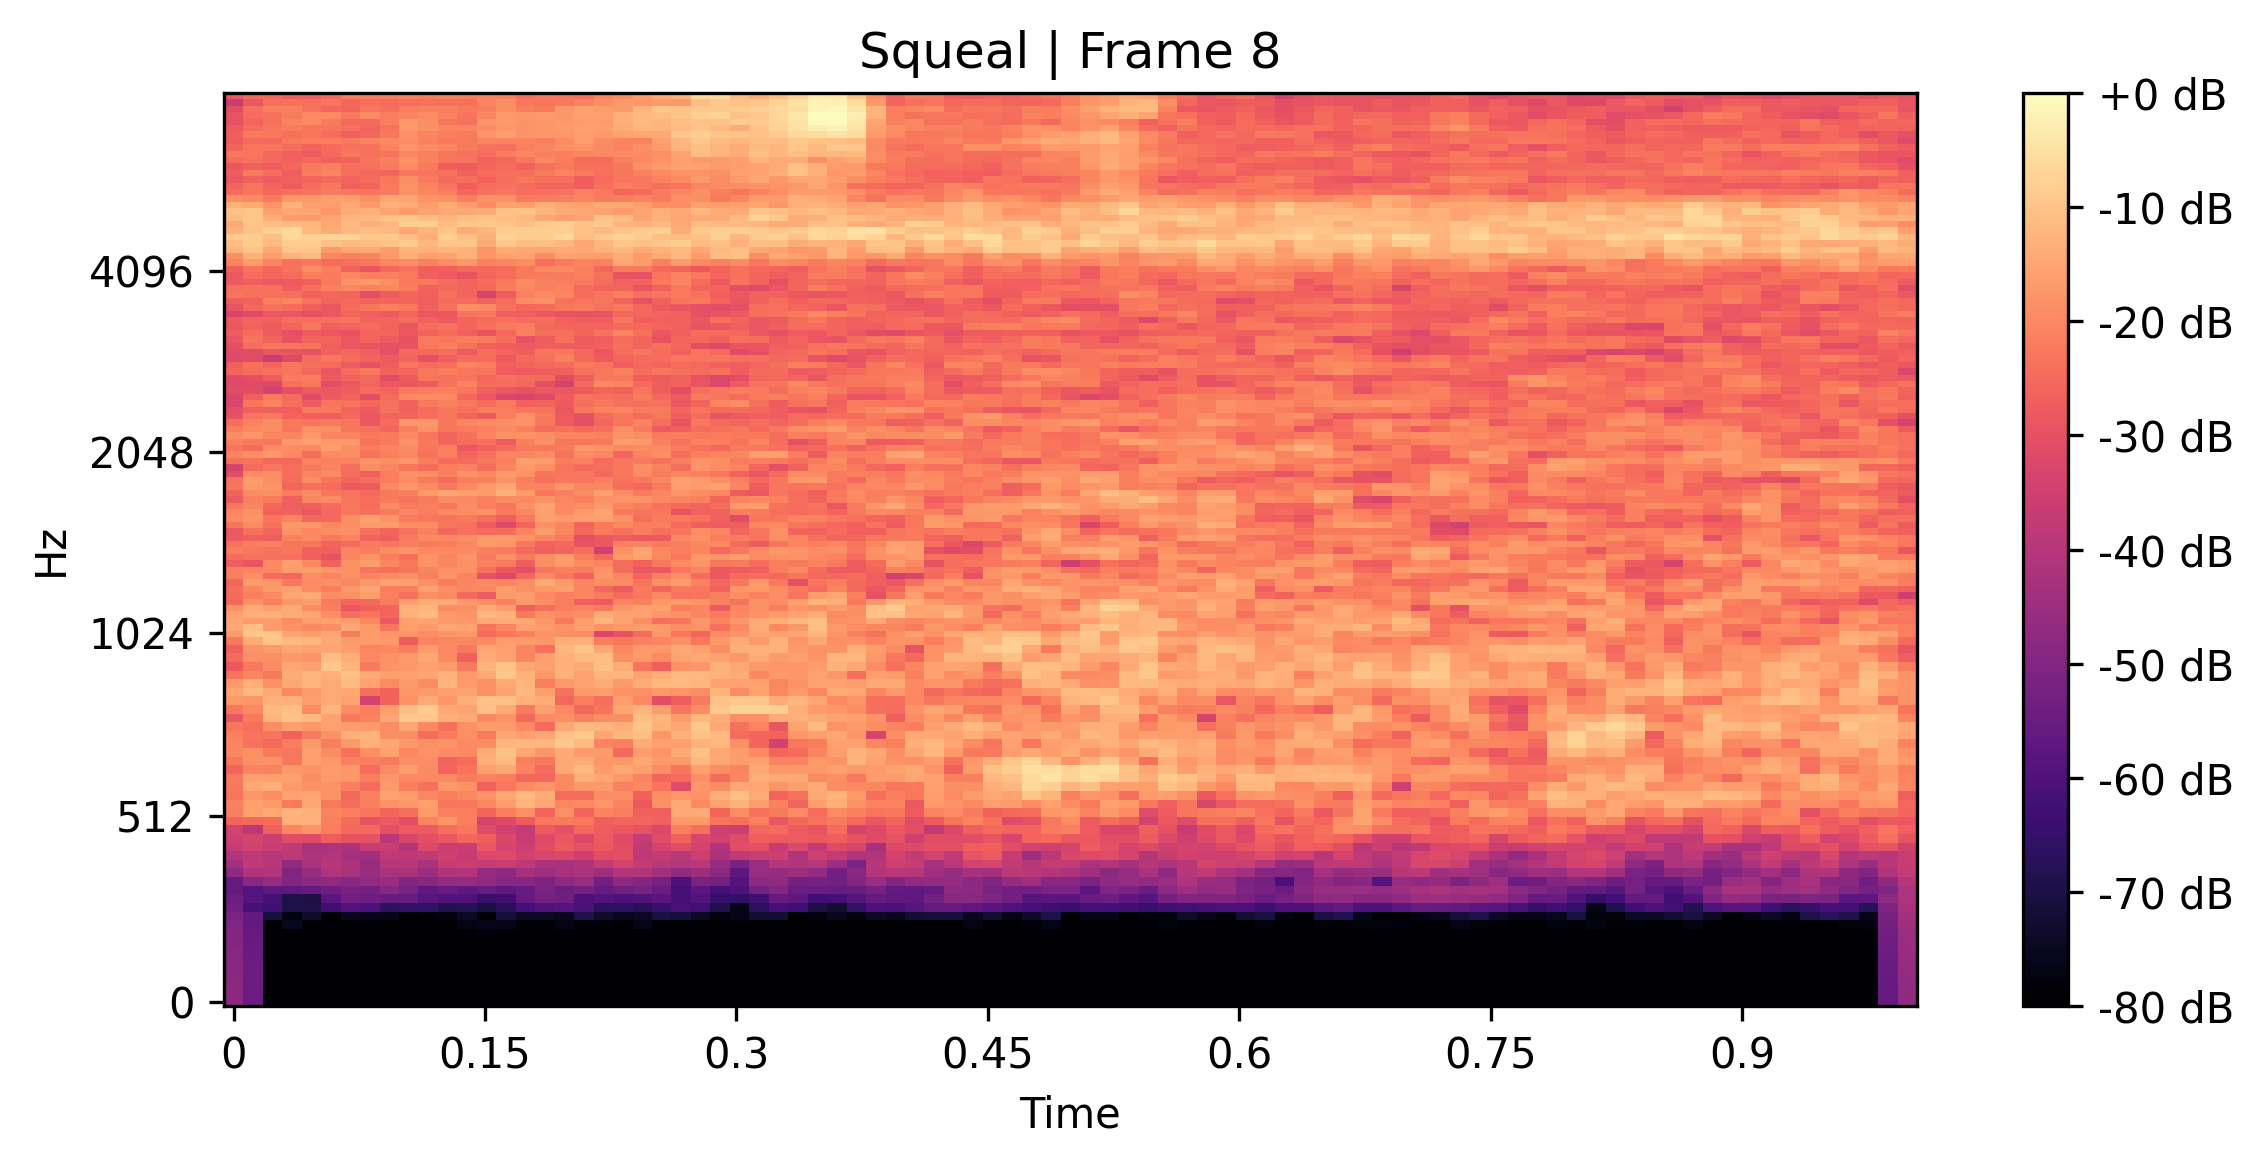 Squeal | Frame 8
+0 dB
-10 dB
4096
-20 dB
-30 dB
2048
Hz
-40 dB
1024
-50 dB
-60 dB
512
-70 dB
0
-80 dB
0 0.15 0.3 0.45 0.6 0.75 0.9
Time